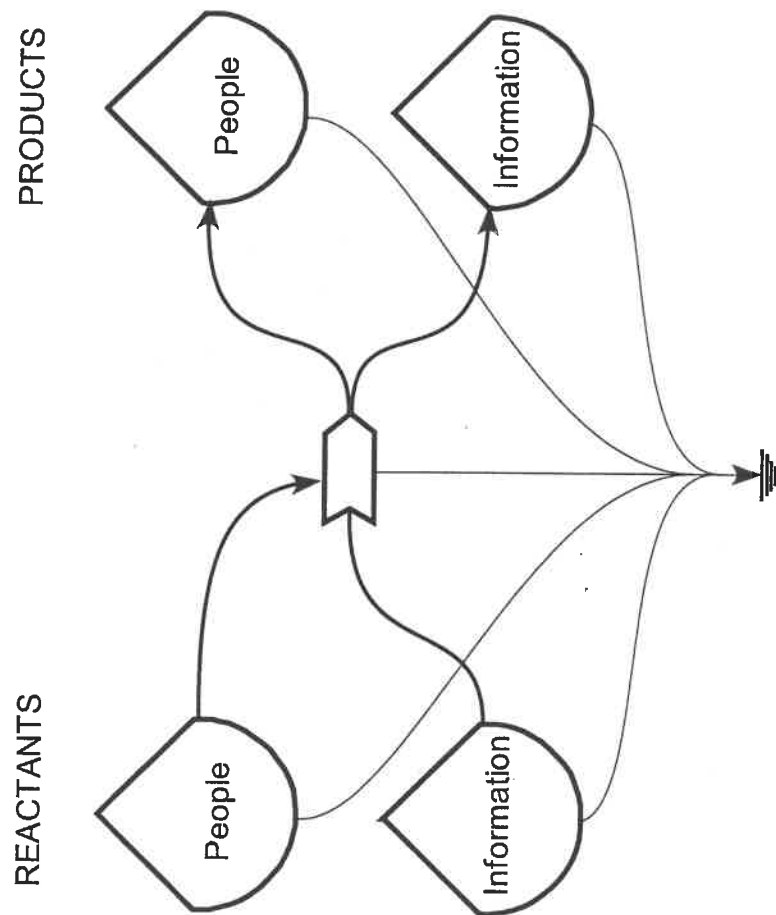 REACTANTS
PRODUCTS
People
People
Information
Information